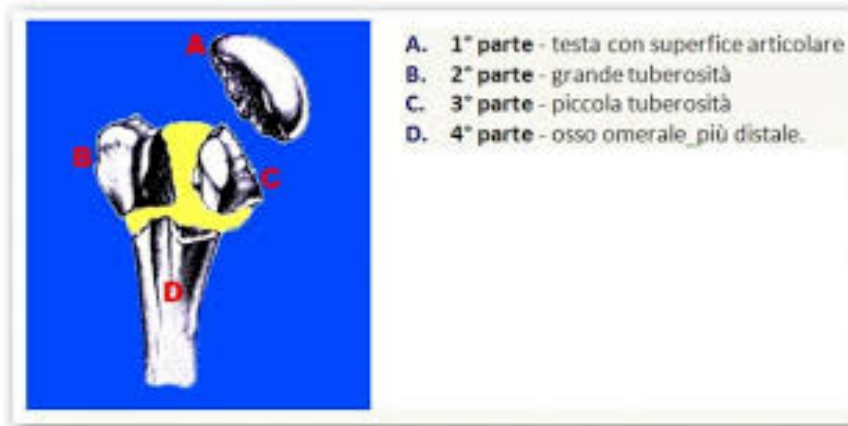 A
B
C
D
A. 1° parte - testa con superfice articolare
B. 2° parte - grande tuberosità
C. 3° parte - piccola tuberosità
D. 4° parte - osso omerale_più distale.